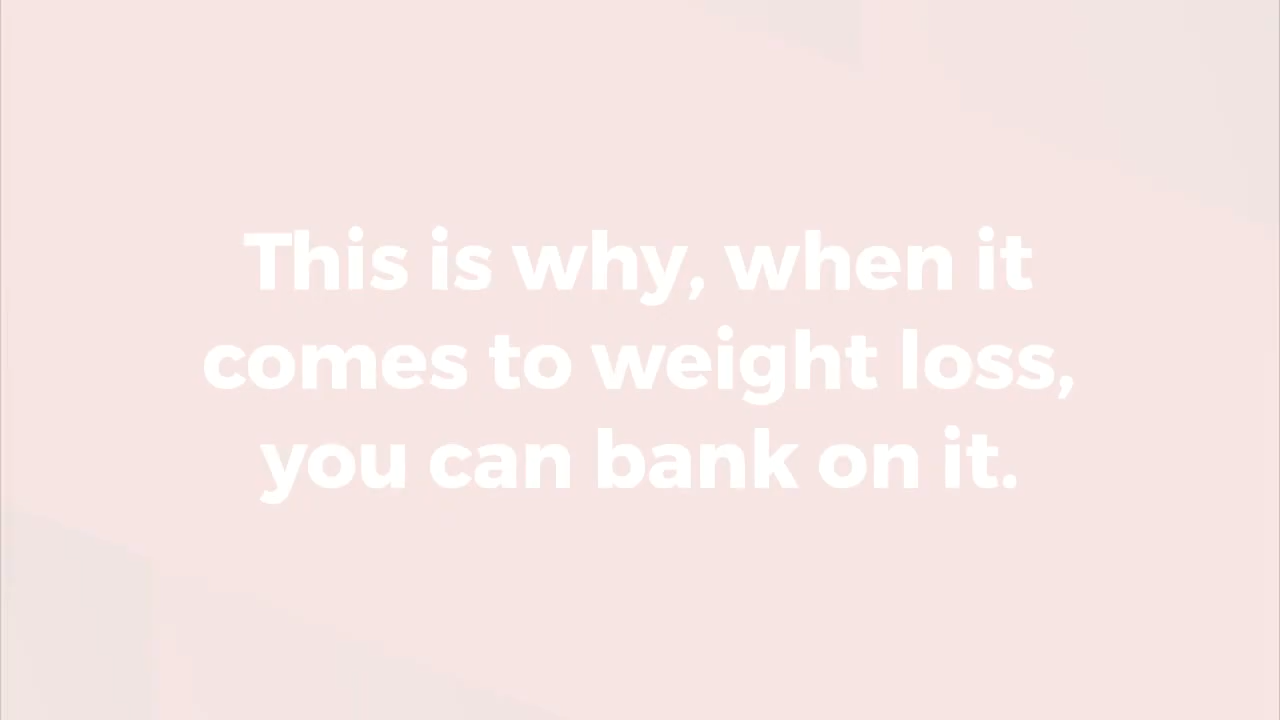 This is why, when it
comes to weight loss,
you can bank on it.